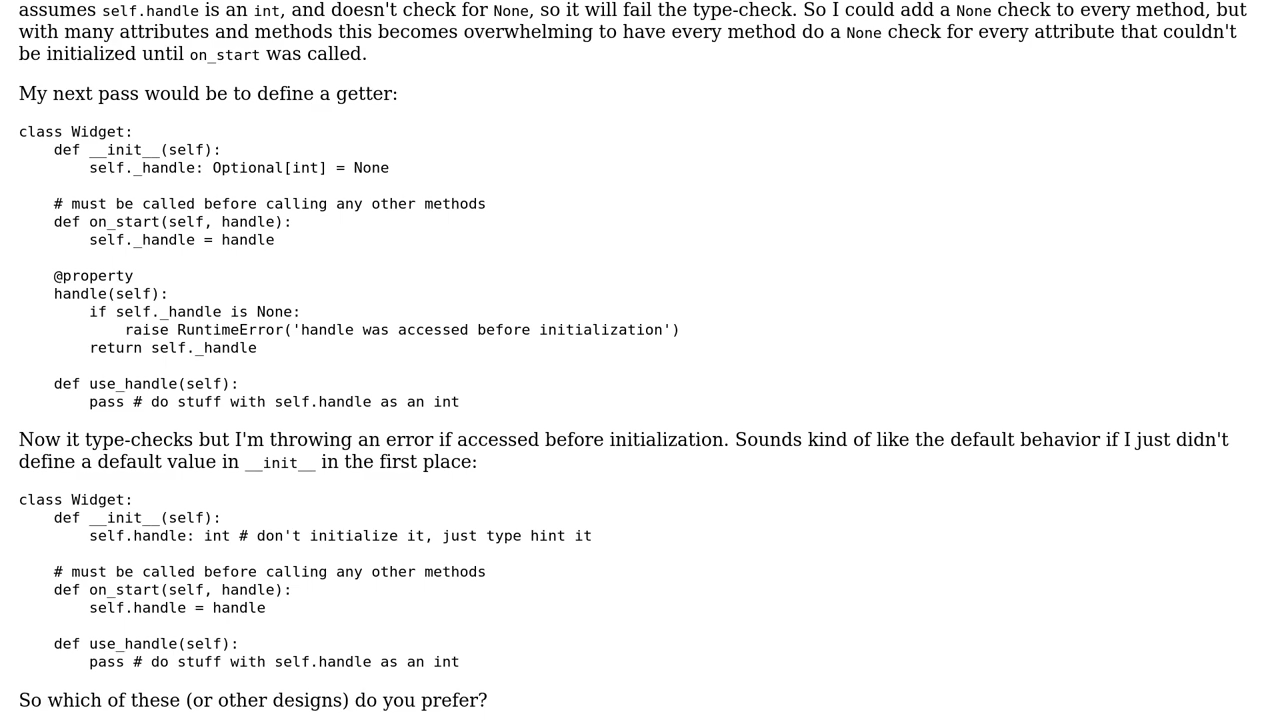 assumes self.handle is an int, and doesn't check for None, so it will fail the type-check. So I could add a None check to every method, but
with many attributes and methods this becomes overwhelming to have every method do a None check for every attribute that couldn't
be initialized until on_start was called.
My next pass would be to define a getter:
class Widget:
    def __init__(self):
        self._handle: Optional[int] = None
    # must be called before calling any other methods
    def on_start(self, handle):
        self._handle = handle
    @property
    handle(self):
        if self._handle is None:
            raise RuntimeError('handle was accessed before initialization')
        return self._handle
    def use_handle(self):
        pass # do stuff with self.handle as an int
Now it type-checks but I'm throwing an error if accessed before initialization. Sounds kind of like the default behavior if I just didn't
define a default value in __init__ in the first place:
class Widget:
    def __init__(self):
        self.handle: int # don't initialize it, just type hint it
    # must be called before calling any other methods
    def on_start(self, handle):
        self.handle = handle
    def use_handle(self):
        pass # do stuff with self.handle as an int
So which of these (or other designs) do you prefer?